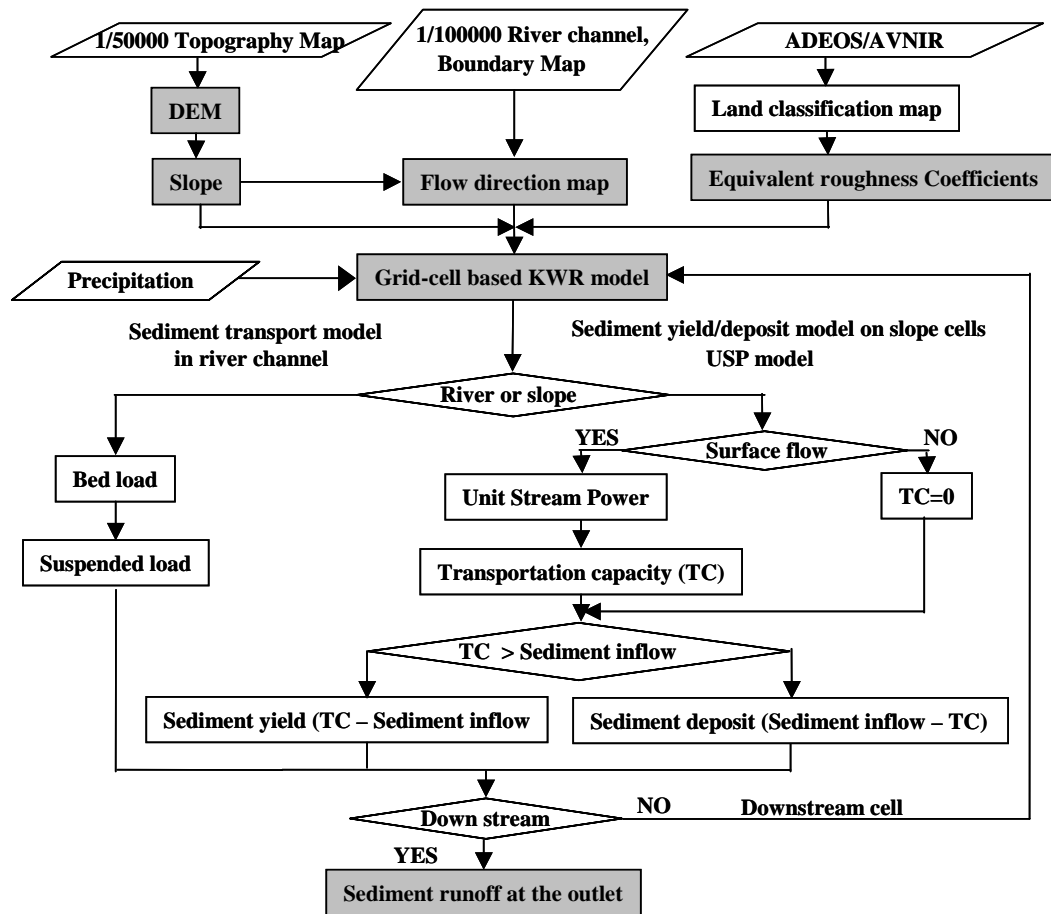 1/50000 Topography Map
1/100000 River channel,
Boundary Map
ADEOS/AVNIR
DEM
Land classification map
Slope
Flow direction map
Equivalent roughness Coefficients
Precipitation
Grid-cell based KWR model
Sediment transport model
in river channel
Sediment yield/deposit model on slope cells
USP model
River or slope
YES
Surface flow
NO
Bed load
Unit Stream Power
TC=0
Suspended load
Transportation capacity (TC)
TC > Sediment inflow
Sediment yield (TC – Sediment inflow
Sediment deposit (Sediment inflow – TC)
Down stream
NO
Downstream cell
YES
Sediment runoff at the outlet